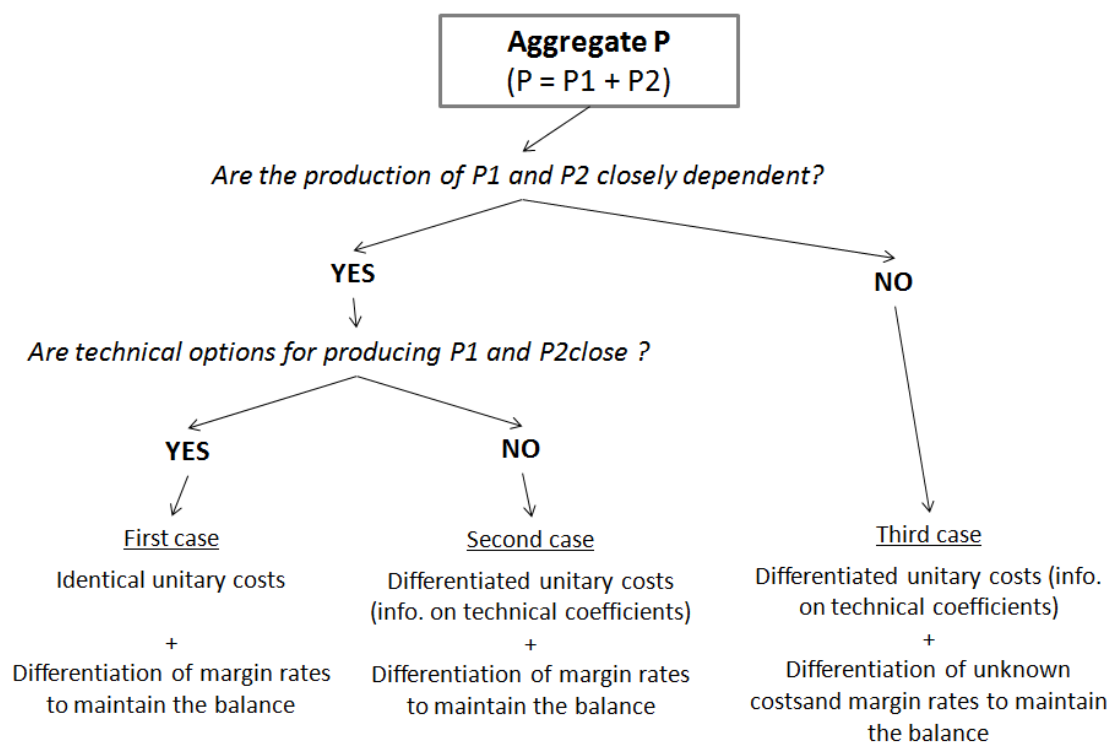 Aggregate P
(P = P1 + P2)
Are the production of P1 and P2 closely dependent?
YES
NO
Are technical options for producing P1 and P2close ?
YES
NO
First case
Identical unitary costs
+
Differentiation of margin rates
to maintain the balance
Second case
Differentiated unitary costs
(info. on technical coefficients)
+
Differentiation of margin rates
to maintain the balance
Third case
Differentiated unitary costs (info.
on technical coefficients)
+
Differentiation of unknown
costsand margin rates to maintain
the balance